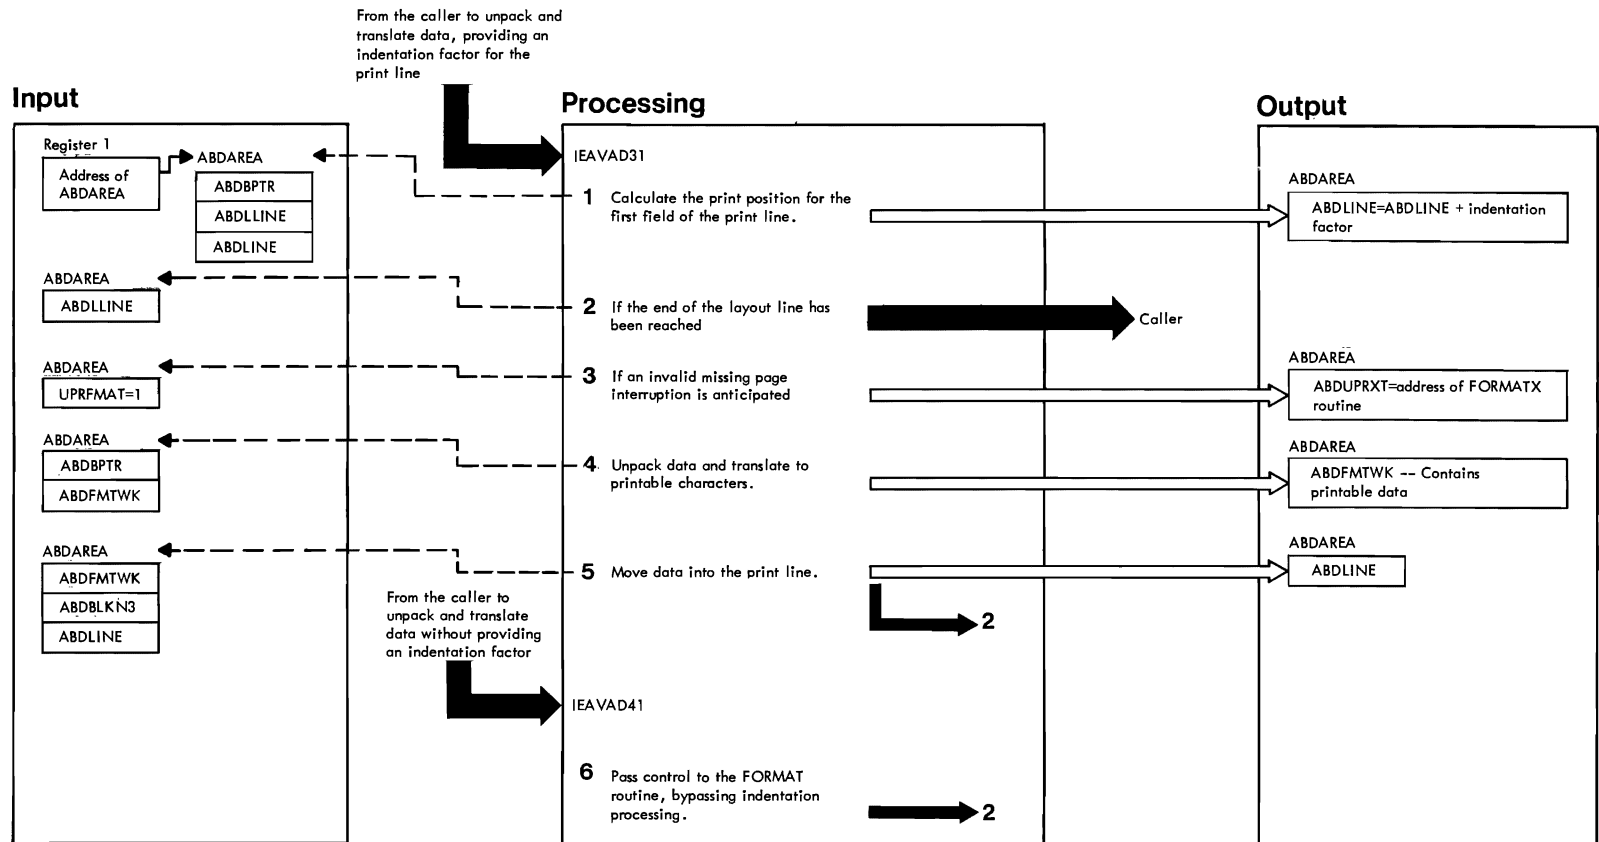 From the caller to unpack and
translate data, providing an
indentation factor for the
print line
Input
Processing
Output
Register 1
Address of
ABDAREA
ABDAREA
ABDBPTR
ABDLLINE
ABDLINE
IEAVAD31
1 Calculate the print position for the
first field of the print line.
ABDAREA
ABDLINE=ABDLINE + indentation
factor
ABDAREA
ABDLLINE
2 If the end of the layout line has
been reached
Caller
ABDAREA
UPRFMAT=1
3 If an invalid missing page
interruption is anticipated
ABDAREA
ABDUPRXT=address of FORMATX
routine
ABDAREA
ABDBPTR
ABDFMTWK
4. Unpack data and translate to
printable characters.
ABDAREA
ABDFMTWK -- Contains
printable data
ABDAREA
ABDFMTWK
ABDBLKN3
ABDLINE
5 Move data into the print line.
2
ABDAREA
ABDLINE
From the caller to
unpack and translate
data without providing
an indentation factor
IEAVAD41
6 Pass control to the FORMAT
routine, bypassing indentation
processing.
2